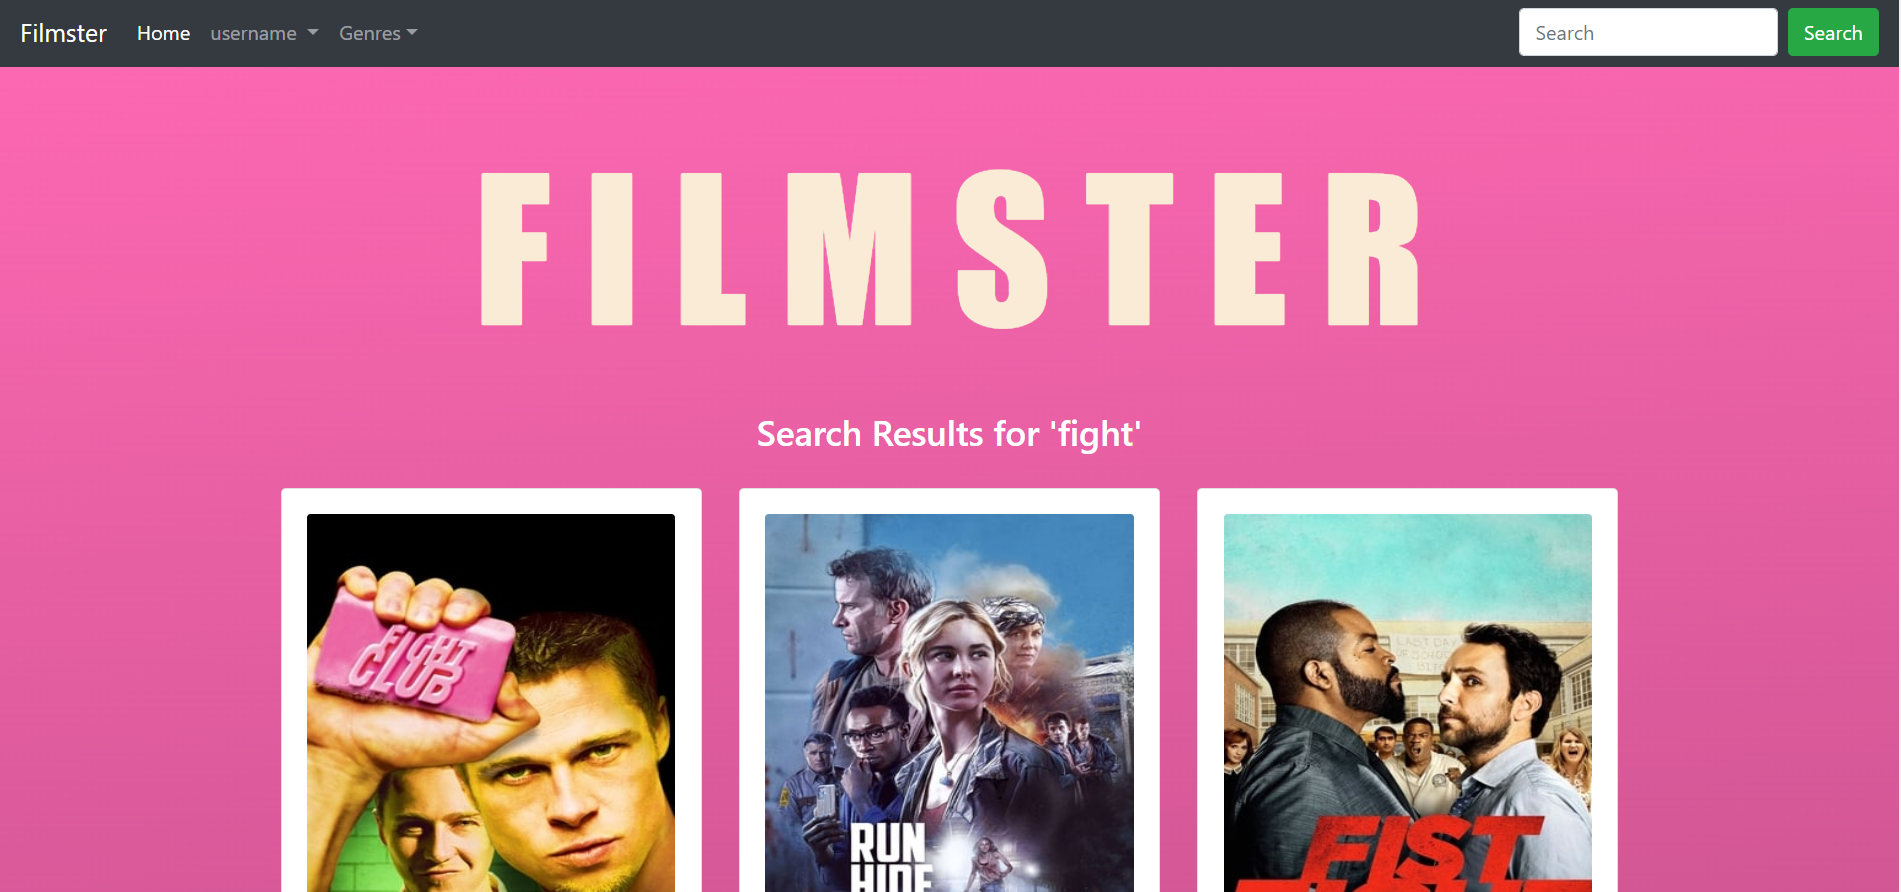 Filmster Home username Genres Search Search
FILMSTER
Search Results for 'fight'
FIGHT
CLUB
RUN
HIDE
LAST DAY
OF SCHOOL
FIST